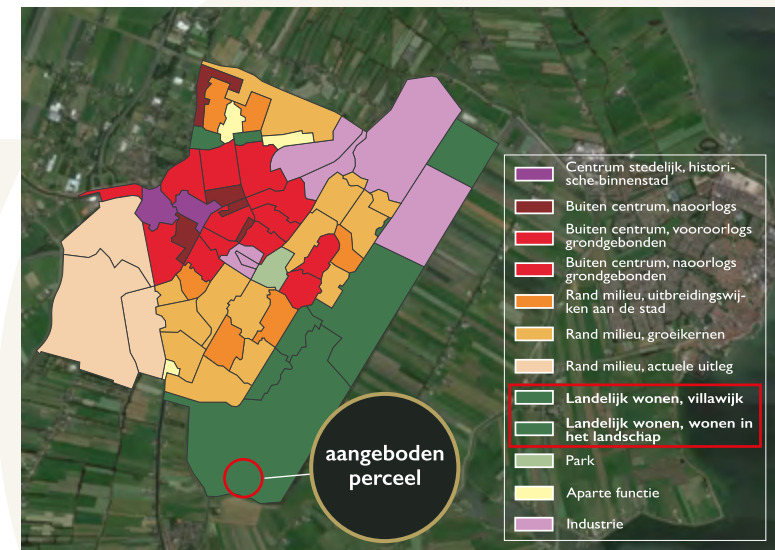 aangeboden
perceel
Centrum stedelijk, histori-
sche binnenstad
Buiten centrum, naoorlogs
Buiten centrum, vooroorlogs
grondgebonden
Buiten centrum, naoorlogs
grondgebonden
Rand milieu, uitbreidingswij-
ken aan de stad
Rand milieu, groeikernen
Rand milieu, actuele uitleg
Landelijk wonen, villawijk
Landelijk wonen, wonen in
het landschap
Park
Aparte functie
Industrie